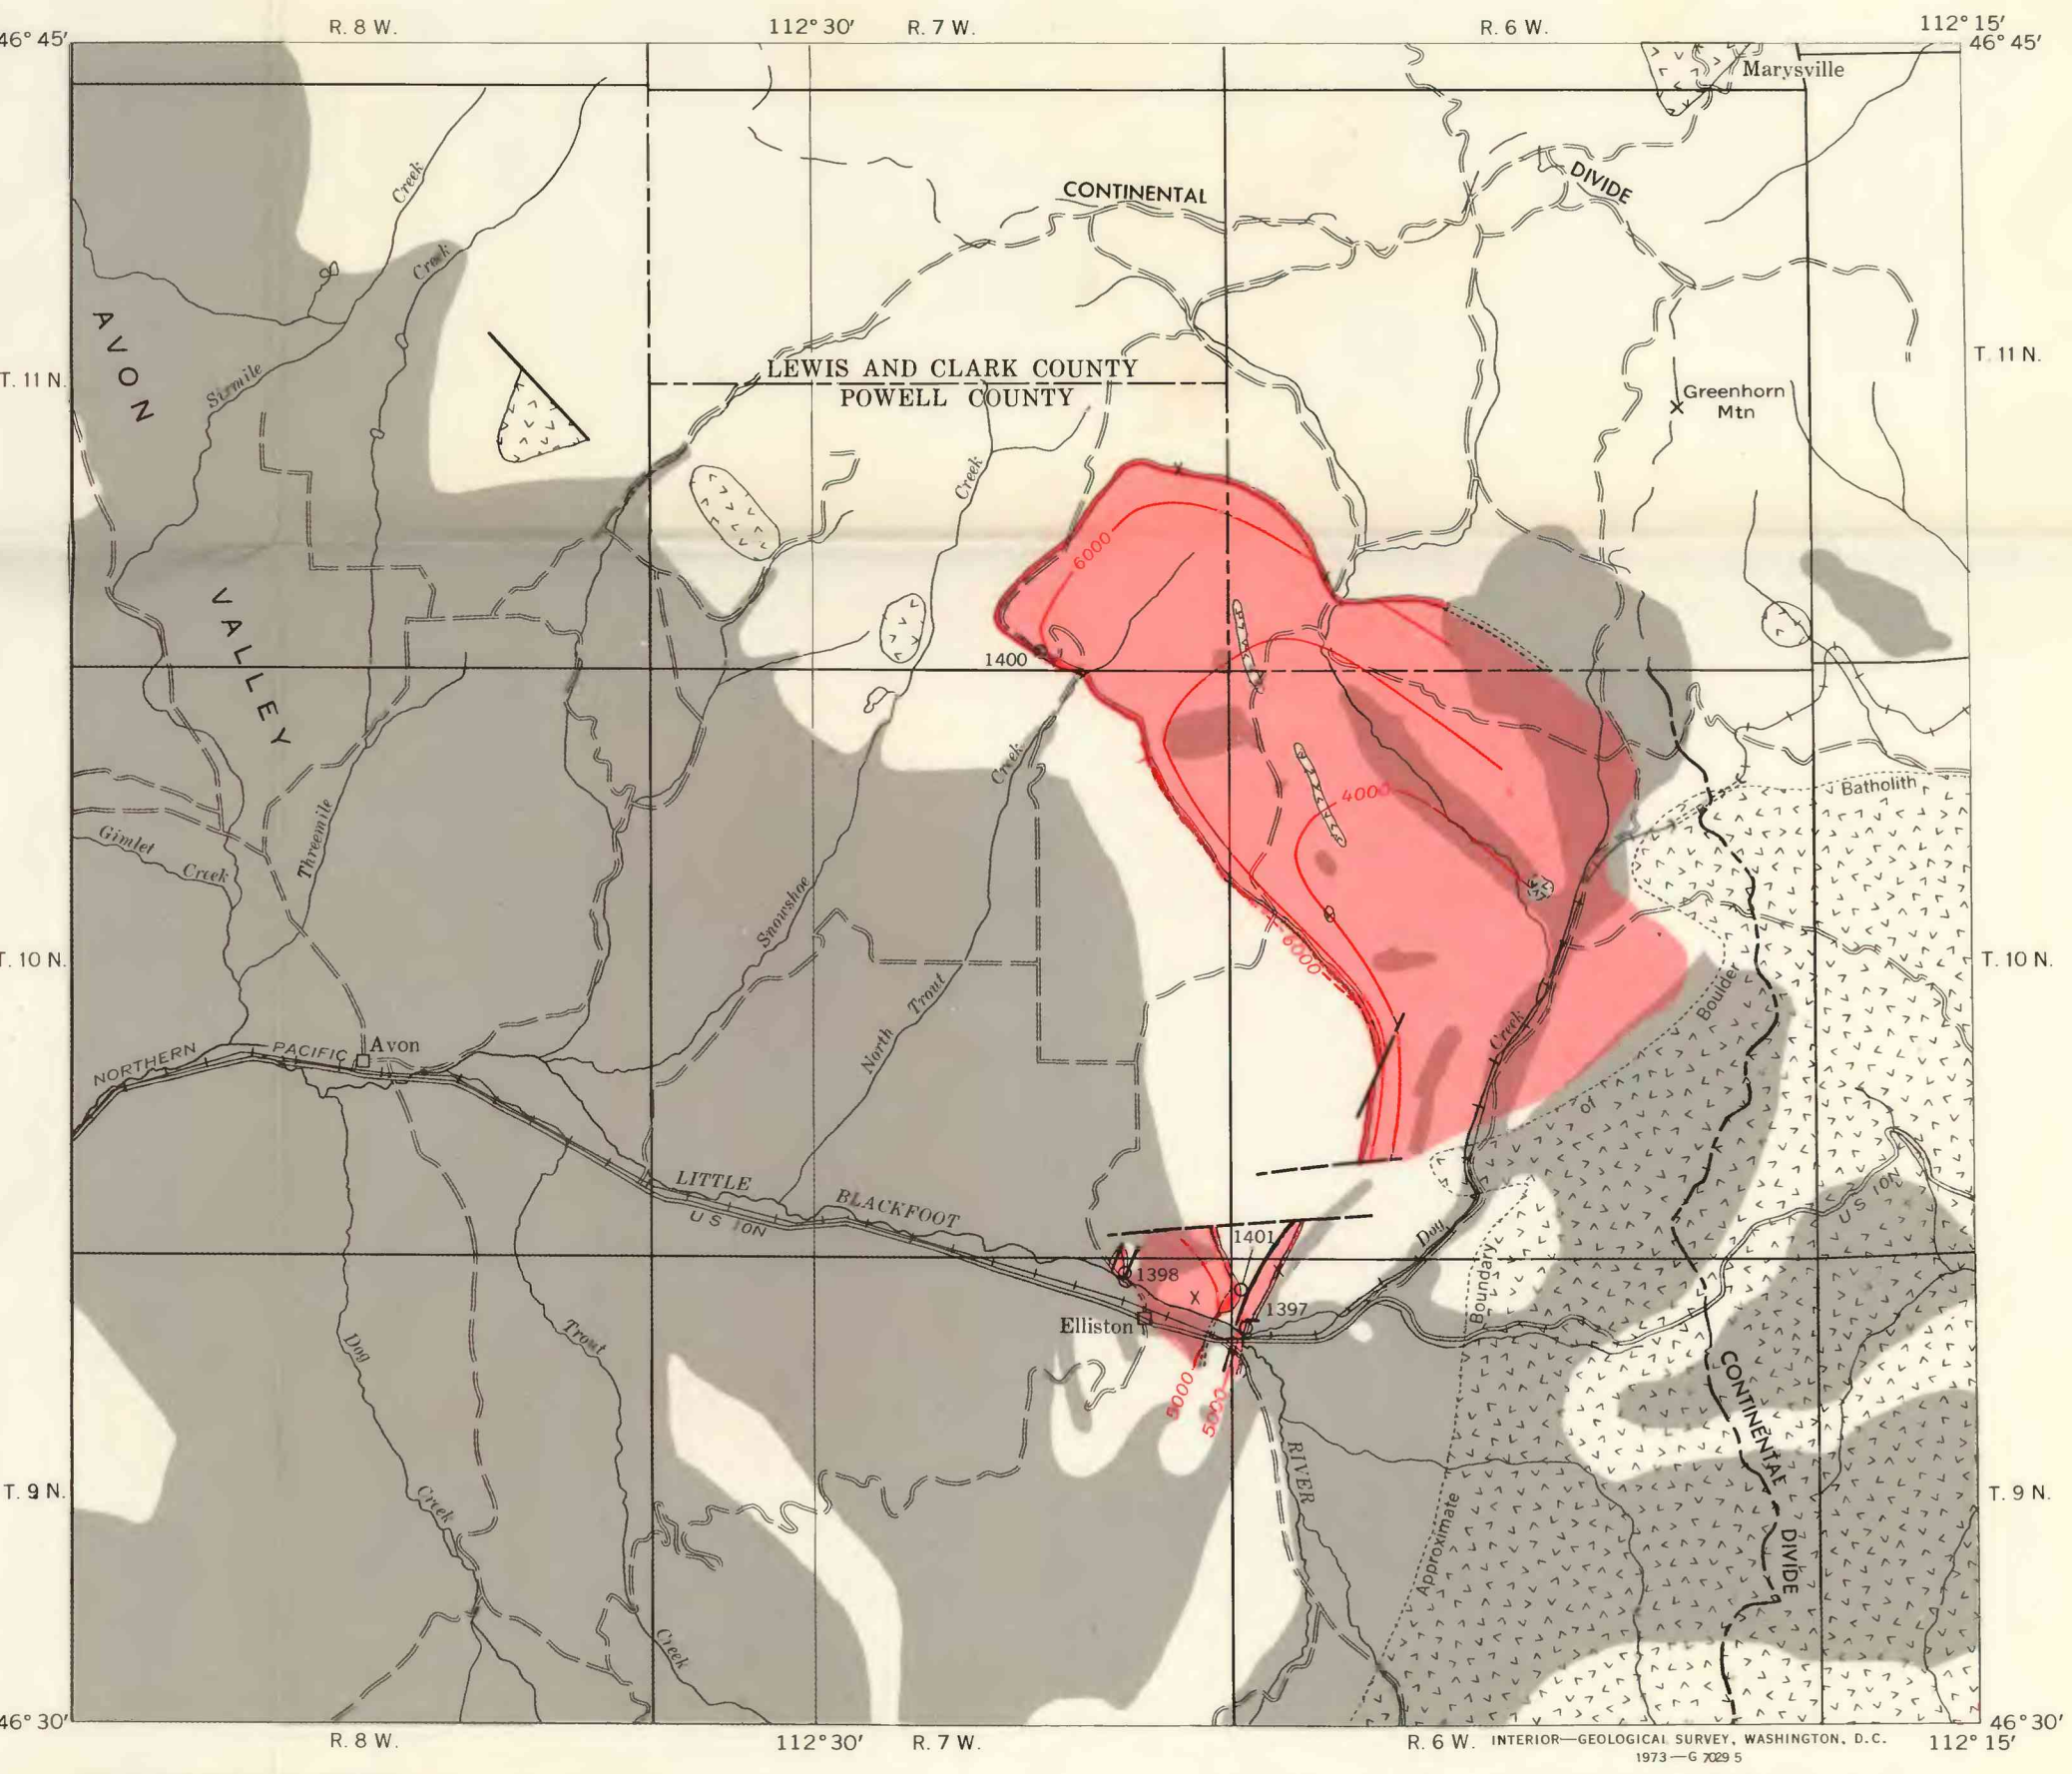 R. 8 W.
112° 30′
R. 7 W.
R. 6 W.
112° 15′
46° 45′
46° 45′
Marysville
CONTINENTAL
DIVIDE
Creek
Creek
AVON
VALLEY
Sixmile
T. 11 N.
T. 11 N.
LEWIS AND CLARK COUNTY
POWELL COUNTY
Greenhorn
Mtn
Creek
6000
1400
Creek
4000
Batholith
Gimlet
Creek
Threemile
Snowshoe
6000
T. 10 N.
T. 10 N.
North Trout
Boulder
Creek
of
NORTHERN PACIFIC
Avon
LITTLE BLACKFOOT
US 10N
US 10N
Dog
1401
1398
1397
Boundary
Elliston
Dog
Trout
5000
5000
CONTINENTAL
DIVIDE
RIVER
Creek
T. 9 N.
T. 9 N.
Approximate
Creek
46° 30′
46° 30′
R. 8 W.
112° 30′
R. 7 W.
R. 6 W.
INTERIOR—GEOLOGICAL SURVEY, WASHINGTON, D.C.
1973—G 70295
112° 15′